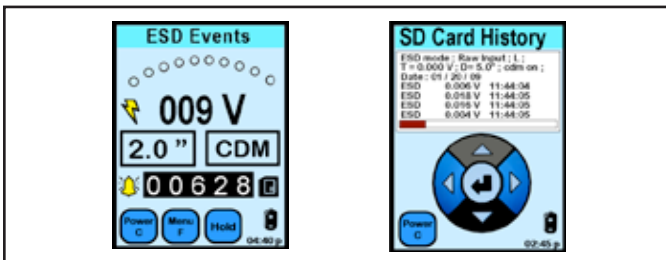 ESD Events
009 V
2.0 ” CDM
00628
Power C Menu F Hold
04:40 p
SD Card History
ESD mode ; Raw Input ; L ;
T = 0.000 V ; D= 5.0" ; cdm on ;
Date : 01 / 20 / 09
ESD 0.006 V 11:44:04
ESD 0.018 V 11:44:05
ESD 0.016 V 11:44:05
ESD 0.004 V 11:44:05
Power C
02:45 p